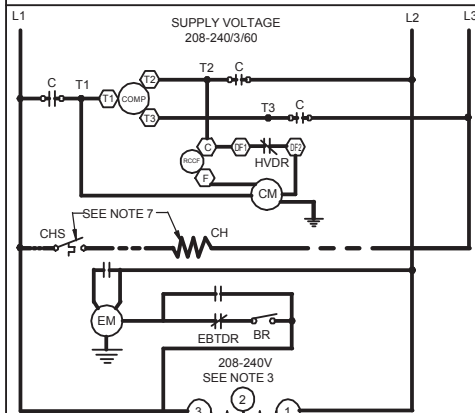 L1
SUPPLY VOLTAGE
208-240/3/60
L2
L3
C
T1
T1
COMP
T2
T3
T2
C
T3
C
C
DF1
HVDR
DF2
RCCF
F
CM
SEE NOTE 7
CHS
CH
EM
EBTDR
BR
208-240V
SEE NOTE 3
3
2
1